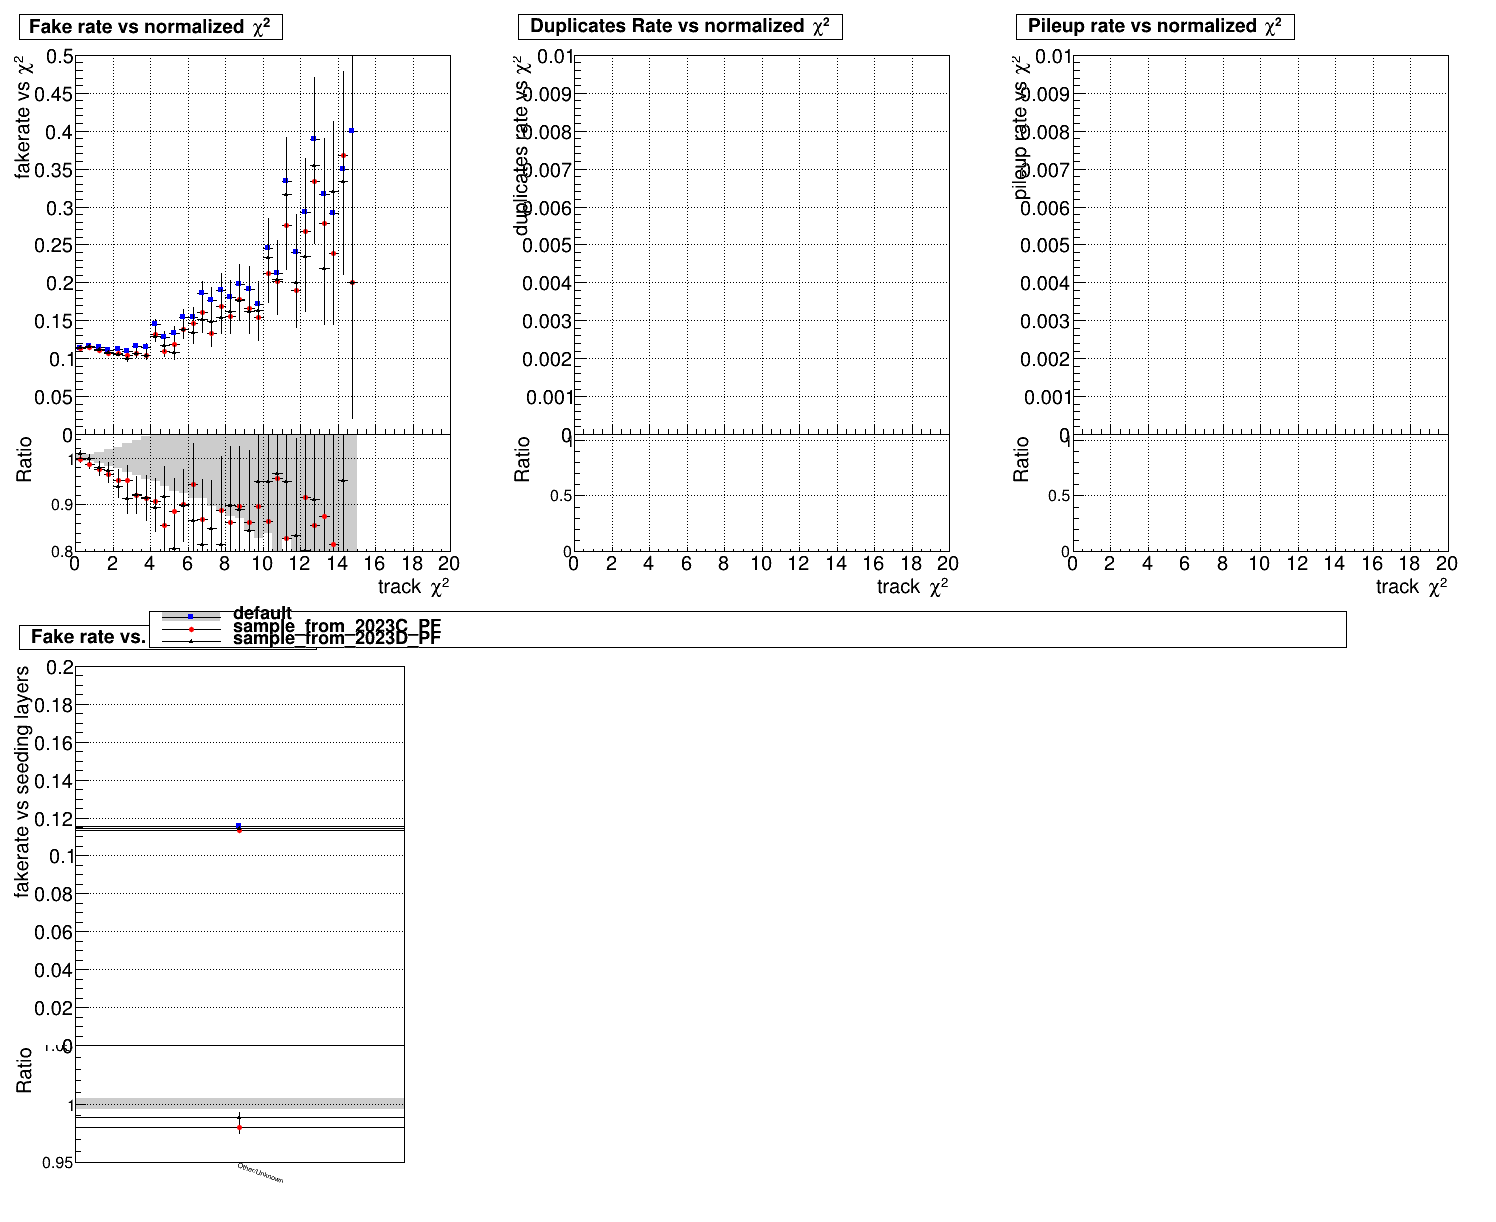 Fake rate vs normalized χ²
fakerate vs χ²
0.5
0.45
0.4
0.35
0.3
0.25
0.2
0.15
0.1
0.05
0
Ratio
1
0.9
0.8
0 2 4 6 8 10 12 14 16 18 20
track χ²
Duplicates Rate vs normalized χ²
duplicates rate vs χ²
0.01
0.009
0.008
0.007
0.006
0.005
0.004
0.003
0.002
0.001
0
Ratio
1
0.5
0
0 2 4 6 8 10 12 14 16 18 20
track χ²
Pileup rate vs normalized χ²
pileup rate vs χ²
0.01
0.009
0.008
0.007
0.006
0.005
0.004
0.003
0.002
0.001
0
Ratio
1
0.5
0
0 2 4 6 8 10 12 14 16 18 20
track χ²
default
sample_from_2023C_PF
sample_from_2023D_PF
Fake rate vs.
fakerate vs seeding layers
0.2
0.18
0.16
0.14
0.12
0.1
0.08
0.06
0.04
0.02
0
Ratio
1
0.95
Other/Unknown